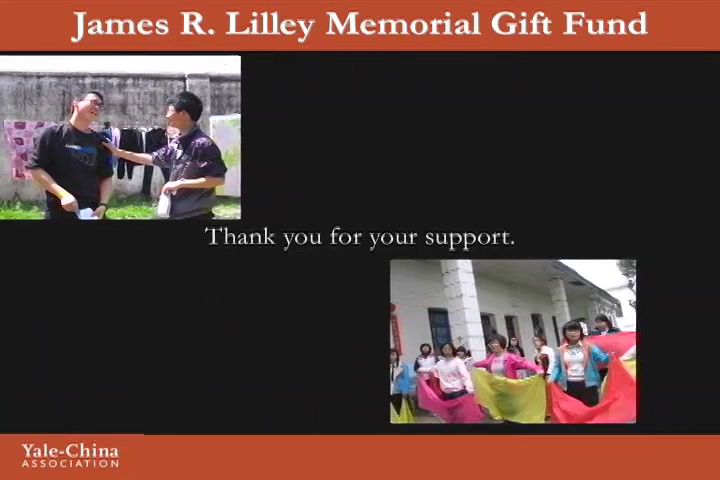 James R. Lilley Memorial Gift Fund
Thank you for your support.
Yale-China
ASSOCIATION